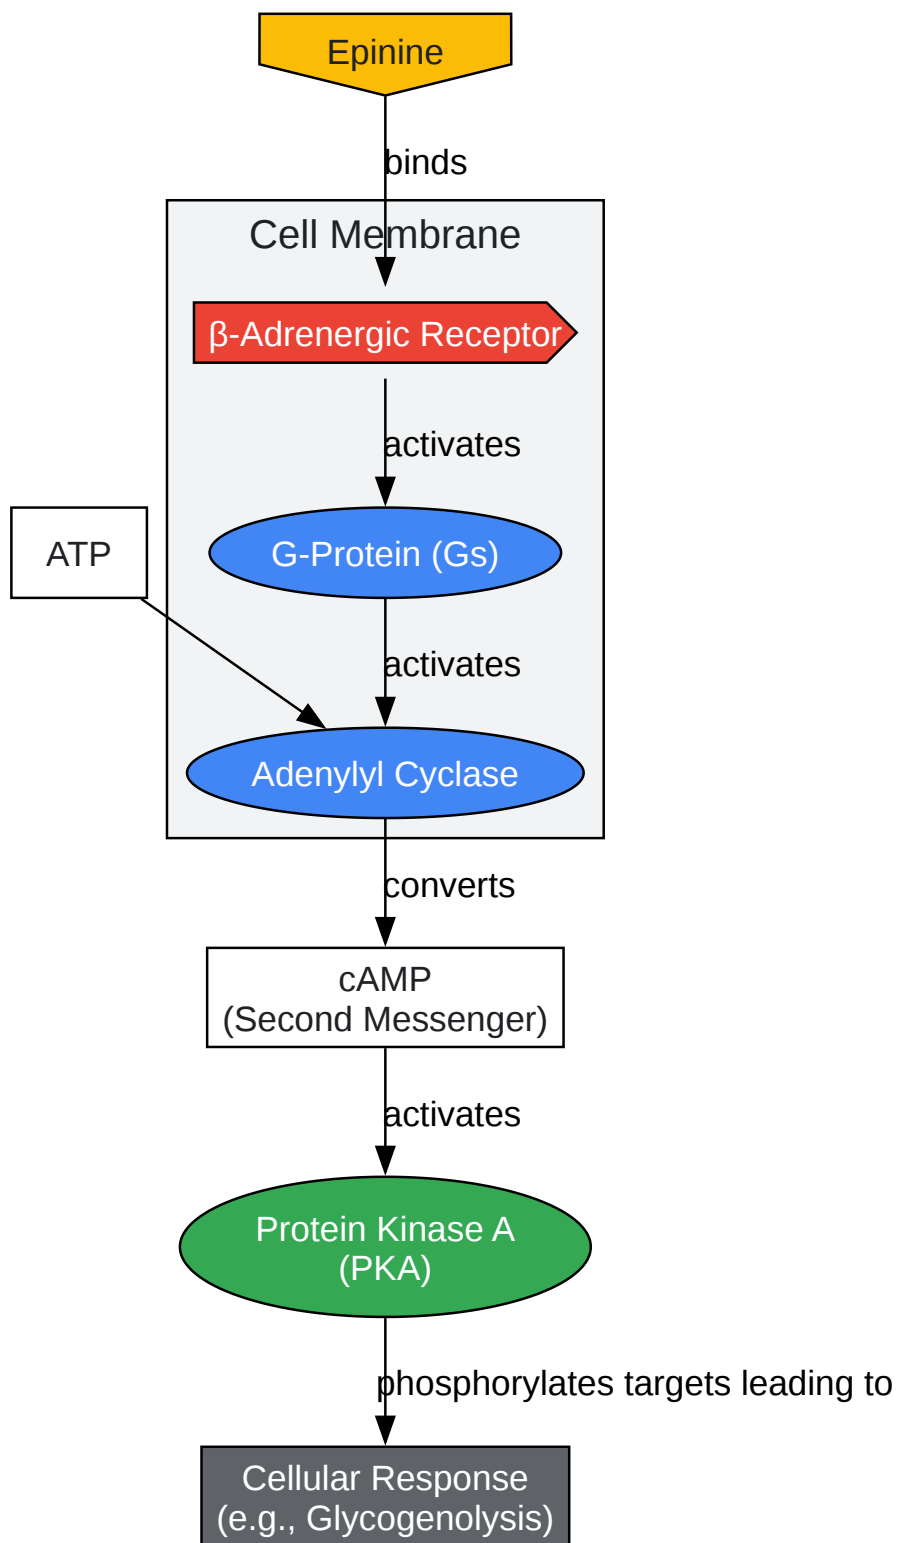 Epinine
binds
Cell Membrane
β-Adrenergic Receptor
activates
ATP
G-Protein (Gs)
activates
Adenylyl Cyclase
converts
cAMP
(Second Messenger)
activates
Protein Kinase A
(PKA)
phosphorylates targets leading to
Cellular Response
(e.g., Glycogenolysis)